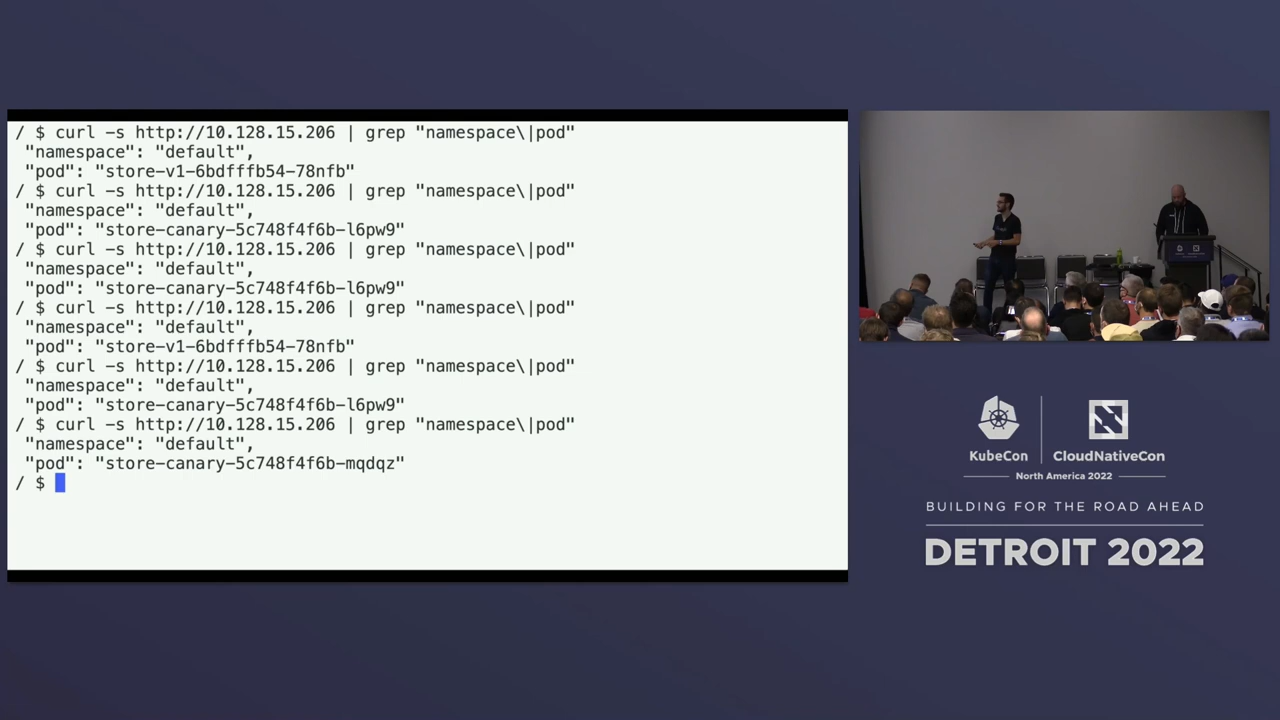 / $ curl -s http://10.128.15.206 | grep "namespace\|pod"
"namespace": "default",
"pod": "store-v1-6bdfffb54-78nfb"
/ $ curl -s http://10.128.15.206 | grep "namespace\|pod"
"namespace": "default",
"pod": "store-canary-5c748f4f6b-l6pw9"
/ $ curl -s http://10.128.15.206 | grep "namespace\|pod"
"namespace": "default",
"pod": "store-canary-5c748f4f6b-l6pw9"
/ $ curl -s http://10.128.15.206 | grep "namespace\|pod"
"namespace": "default",
"pod": "store-v1-6bdfffb54-78nfb"
/ $ curl -s http://10.128.15.206 | grep "namespace\|pod"
"namespace": "default",
"pod": "store-canary-5c748f4f6b-l6pw9"
/ $ curl -s http://10.128.15.206 | grep "namespace\|pod"
"namespace": "default",
"pod": "store-canary-5c748f4f6b-mqdqz"
/ $
KubeCon
CloudNativeCon
North America 2022
BUILDING FOR THE ROAD AHEAD
DETROIT 2022